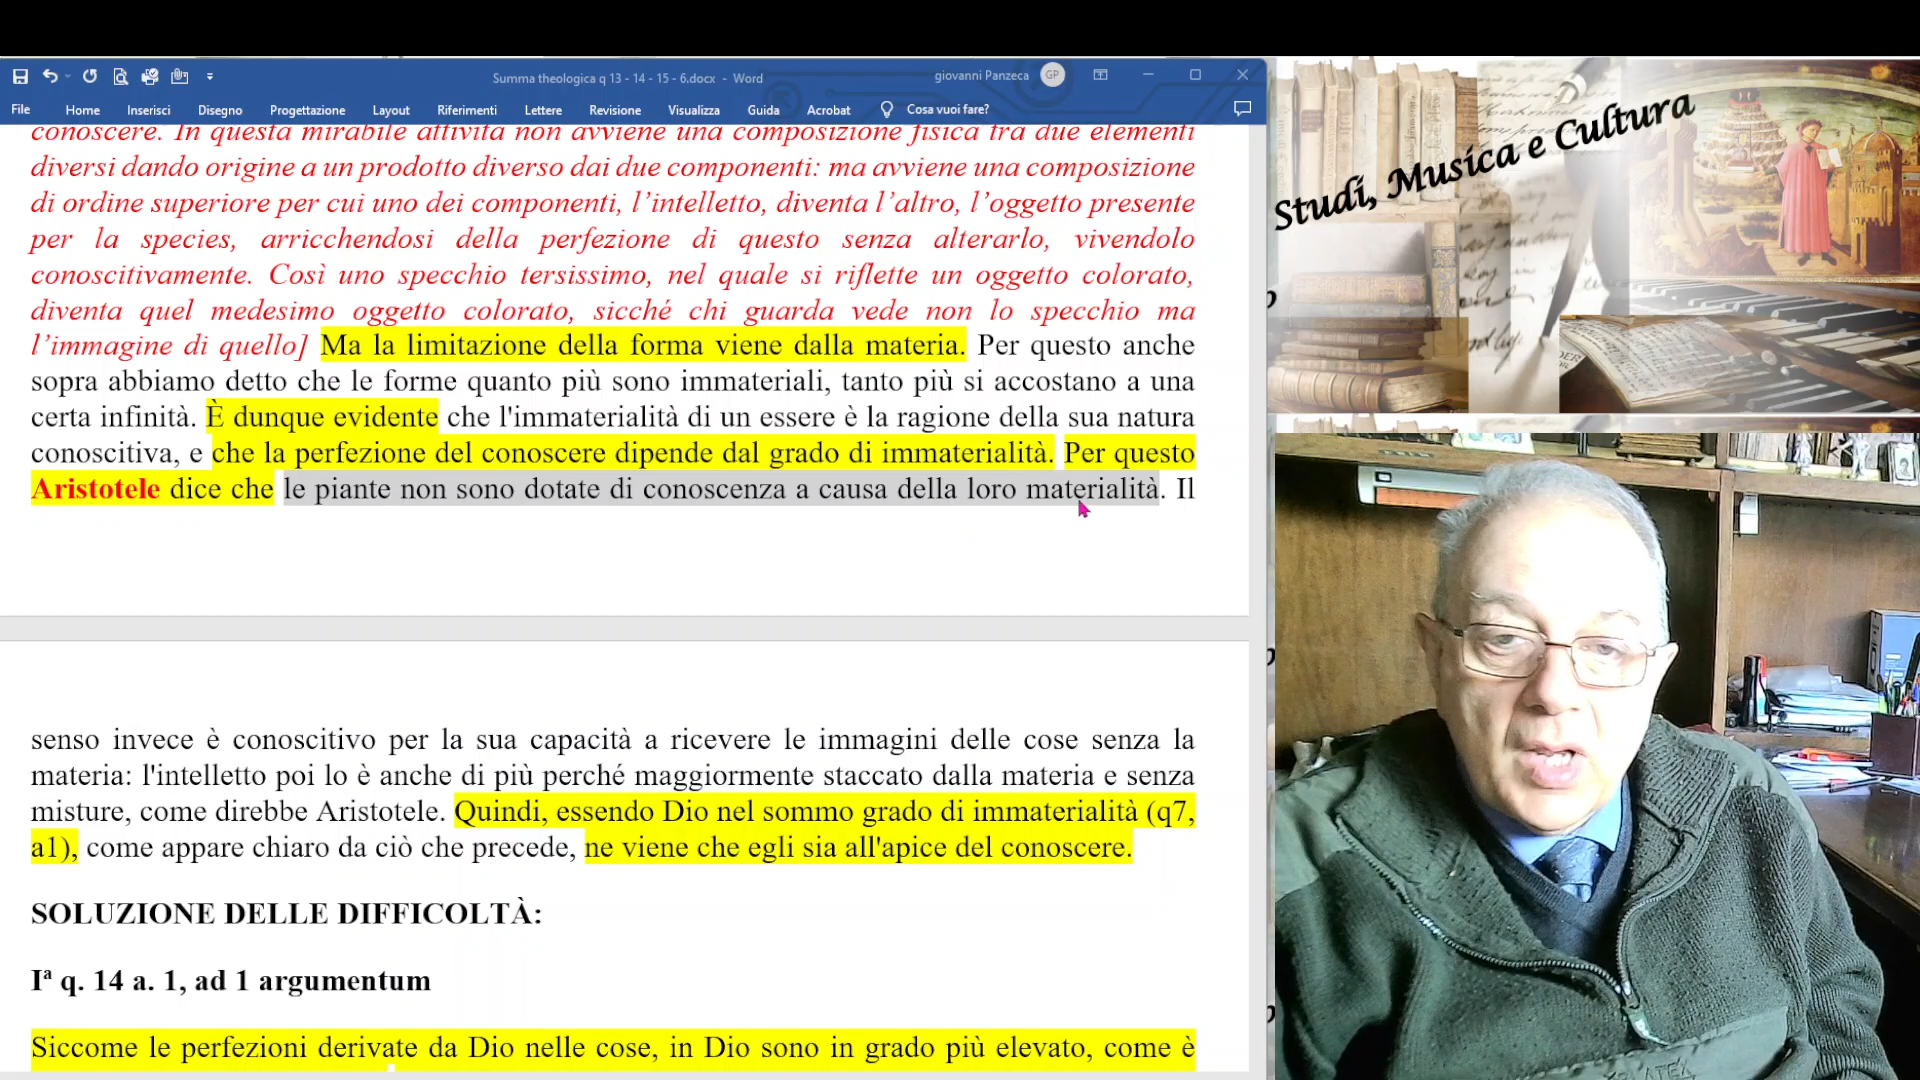 Summa theologica q 13 - 14 - 15 - 6.docx - Word
giovanni Panzeca
GP
File Home Inserisci Disegno Progettazione Layout Riferimenti Lettere Revisione Visualizza Guida Acrobat Cosa vuoi fare?
conoscere. In questa mirabile attività non avviene una composizione fisica tra due elementi
diversi dando origine a un prodotto diverso dai due componenti: ma avviene una composizione
di ordine superiore per cui uno dei componenti, l’intelletto, diventa l’altro, l’oggetto presente
per la species, arricchendosi della perfezione di questo senza alterarlo, vivendolo
conoscitivamente. Così uno specchio tersissimo, nel quale si riflette un oggetto colorato,
diventa quel medesimo oggetto colorato, sicché chi guarda vede non lo specchio ma
l’immagine di quello] Ma la limitazione della forma viene dalla materia. Per questo anche
sopra abbiamo detto che le forme quanto più sono immateriali, tanto più si accostano a una
certa infinità. È dunque evidente che l'immaterialità di un essere è la ragione della sua natura
conoscitiva, e che la perfezione del conoscere dipende dal grado di immaterialità. Per questo
Aristotele dice che le piante non sono dotate di conoscenza a causa della loro materialità. Il
senso invece è conoscitivo per la sua capacità a ricevere le immagini delle cose senza la
materia: l'intelletto poi lo è anche di più perché maggiormente staccato dalla materia e senza
misture, come direbbe Aristotele. Quindi, essendo Dio nel sommo grado di immaterialità (q7,
a1), come appare chiaro da ciò che precede, ne viene che egli sia all'apice del conoscere.
SOLUZIONE DELLE DIFFICOLTÀ:
Iª q. 14 a. 1, ad 1 argumentum
Siccome le perfezioni derivate da Dio nelle cose, in Dio sono in grado più elevato, come è
Studi, Musica e Cultura